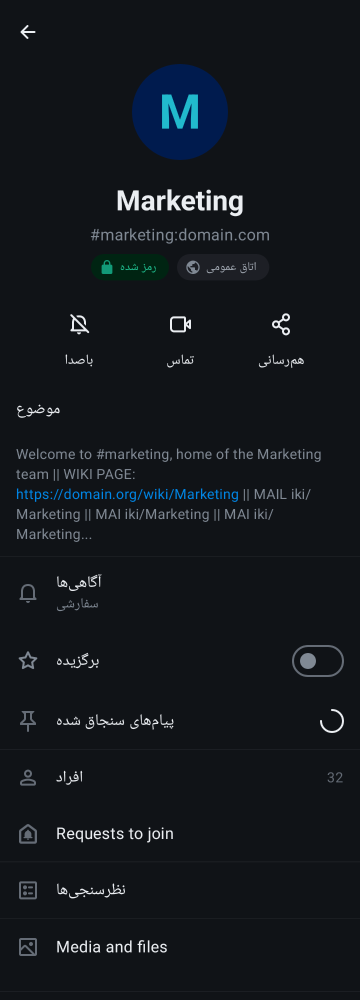 M
Marketing
#marketing:domain.com
رمز شده
اتاق عمومی
باصدا
تماس
هم‌رسانی
موضوع
Welcome to #marketing, home of the Marketing
team || WIKI PAGE:
https://domain.org/wiki/Marketing || MAIL iki/
Marketing || MAI iki/Marketing || MAI iki/
Marketing...
آگاهی‌ها
سفارشی
برگزیده
پیام‌های سنجاق شده
افراد
32
Requests to join
نظرسنجی‌ها
Media and files